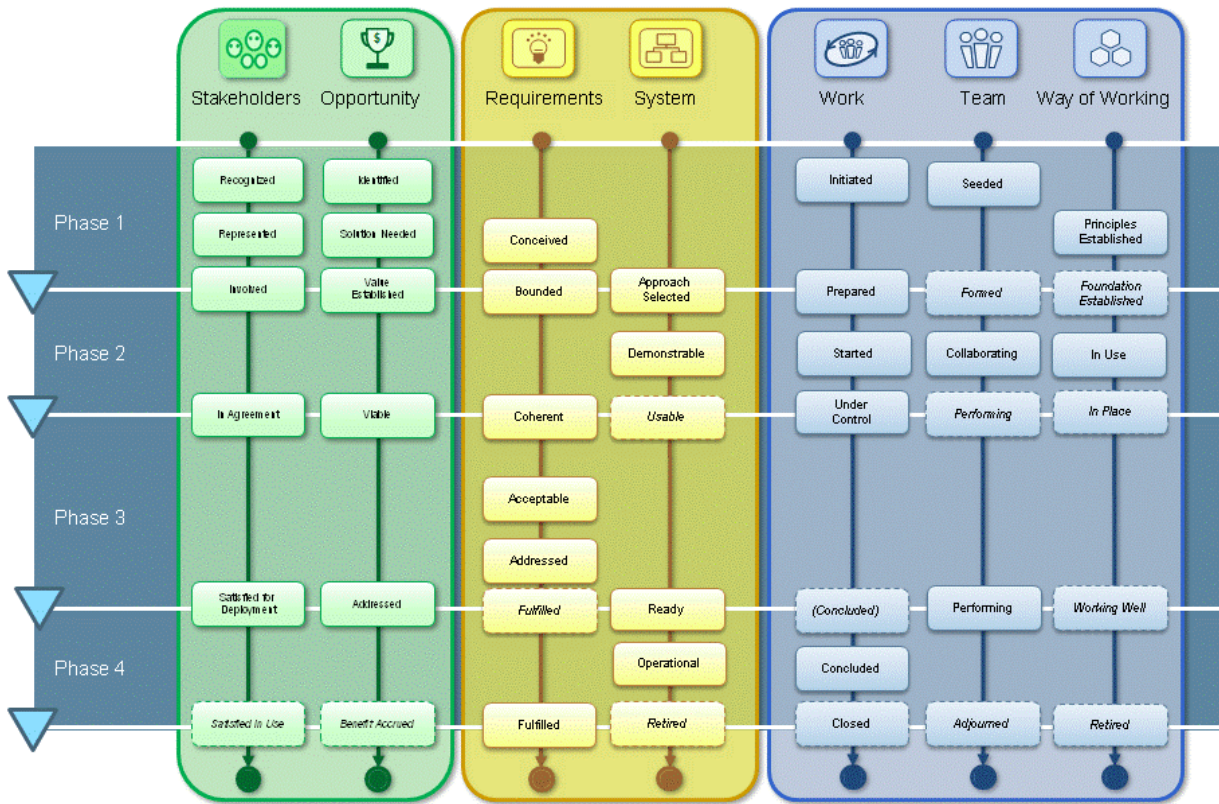 Stakeholders Opportunity Requirements System Work Team Way of Working
$
Recognized Identified Initiated Seeded
Phase 1
Represented Solution Needed Conceived Principles
Established
Involved Value
Established Bounded Approach
Selected Prepared Formed Foundation
Established
Phase 2
Demonstrable Started Collaborating In Use
In Agreement Viable Coherent Usable Under
Control Performing In Place
Acceptable
Phase 3
Addressed
Satisfied for
Deployment Addressed Fulfilled Ready (Concluded) Performing Working Well
Phase 4
Operational Concluded
Satisfied in Use Benefit Accrued Fulfilled Retired Closed Adjourned Retired